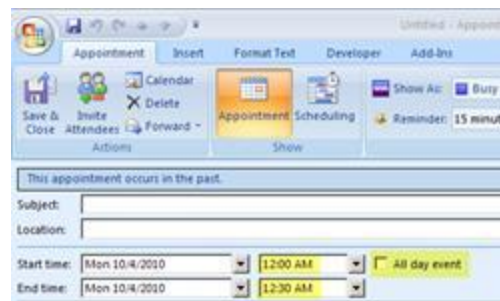 Untitled - Appoint
Appointment Insert Format Text Developer Add-Ins
Save & Close
Invite Attendees
Calendar
Delete
Forward
Actions
Appointment Scheduling
Show
Show As: Busy
Reminder: 15 minut
This appointment occurs in the past.
Subject:
Location:
Start time: Mon 10/4/2010 12:00 AM All day event
End time: Mon 10/4/2010 12:30 AM